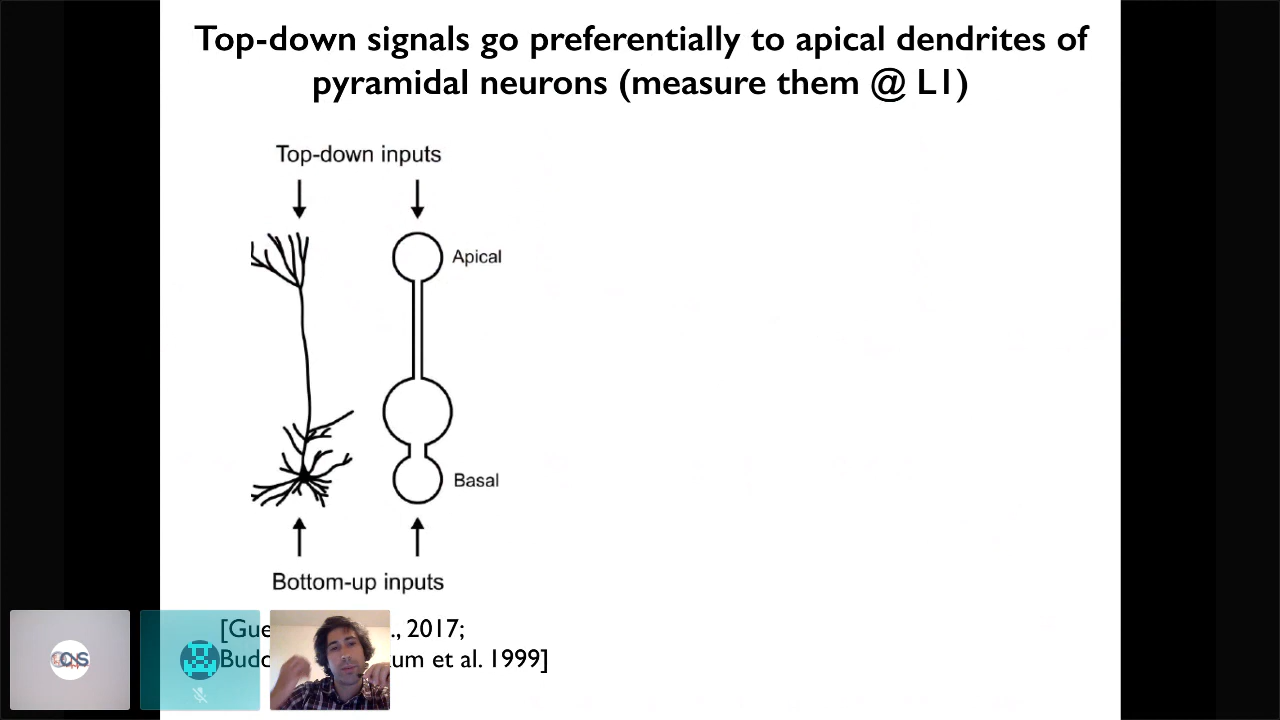 Top-down signals go preferentially to apical dendrites of
pyramidal neurons (measure them @ L1)
Top-down inputs
Apical
Basal
Bottom-up inputs
., 2017;
et al. 1999]